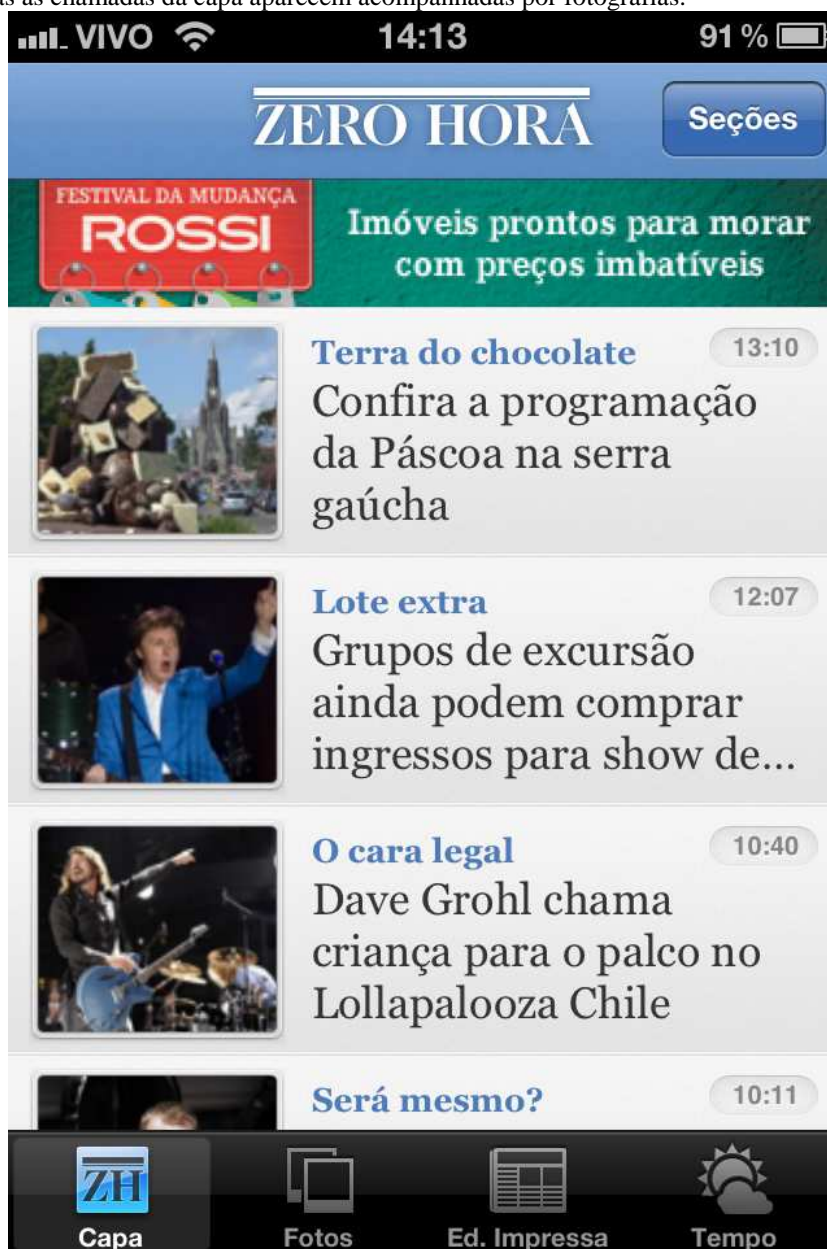 as as chamadas da capa aparecem acompanhadas por fotografias.
VIVO 14:13 91 %
ZERO HORA Seções
FESTIVAL DA MUDANÇA
ROSSI
Imóveis prontos para morar
com preços imbatíveis
Terra do chocolate 13:10
Confira a programação
da Páscoa na serra
gaúcha
Lote extra 12:07
Grupos de excursão
ainda podem comprar
ingressos para show de...
O cara legal 10:40
Dave Grohl chama
criança para o palco no
Lollapalooza Chile
Será mesmo? 10:11
ZH
Capa Fotos Ed. Impressa Tempo